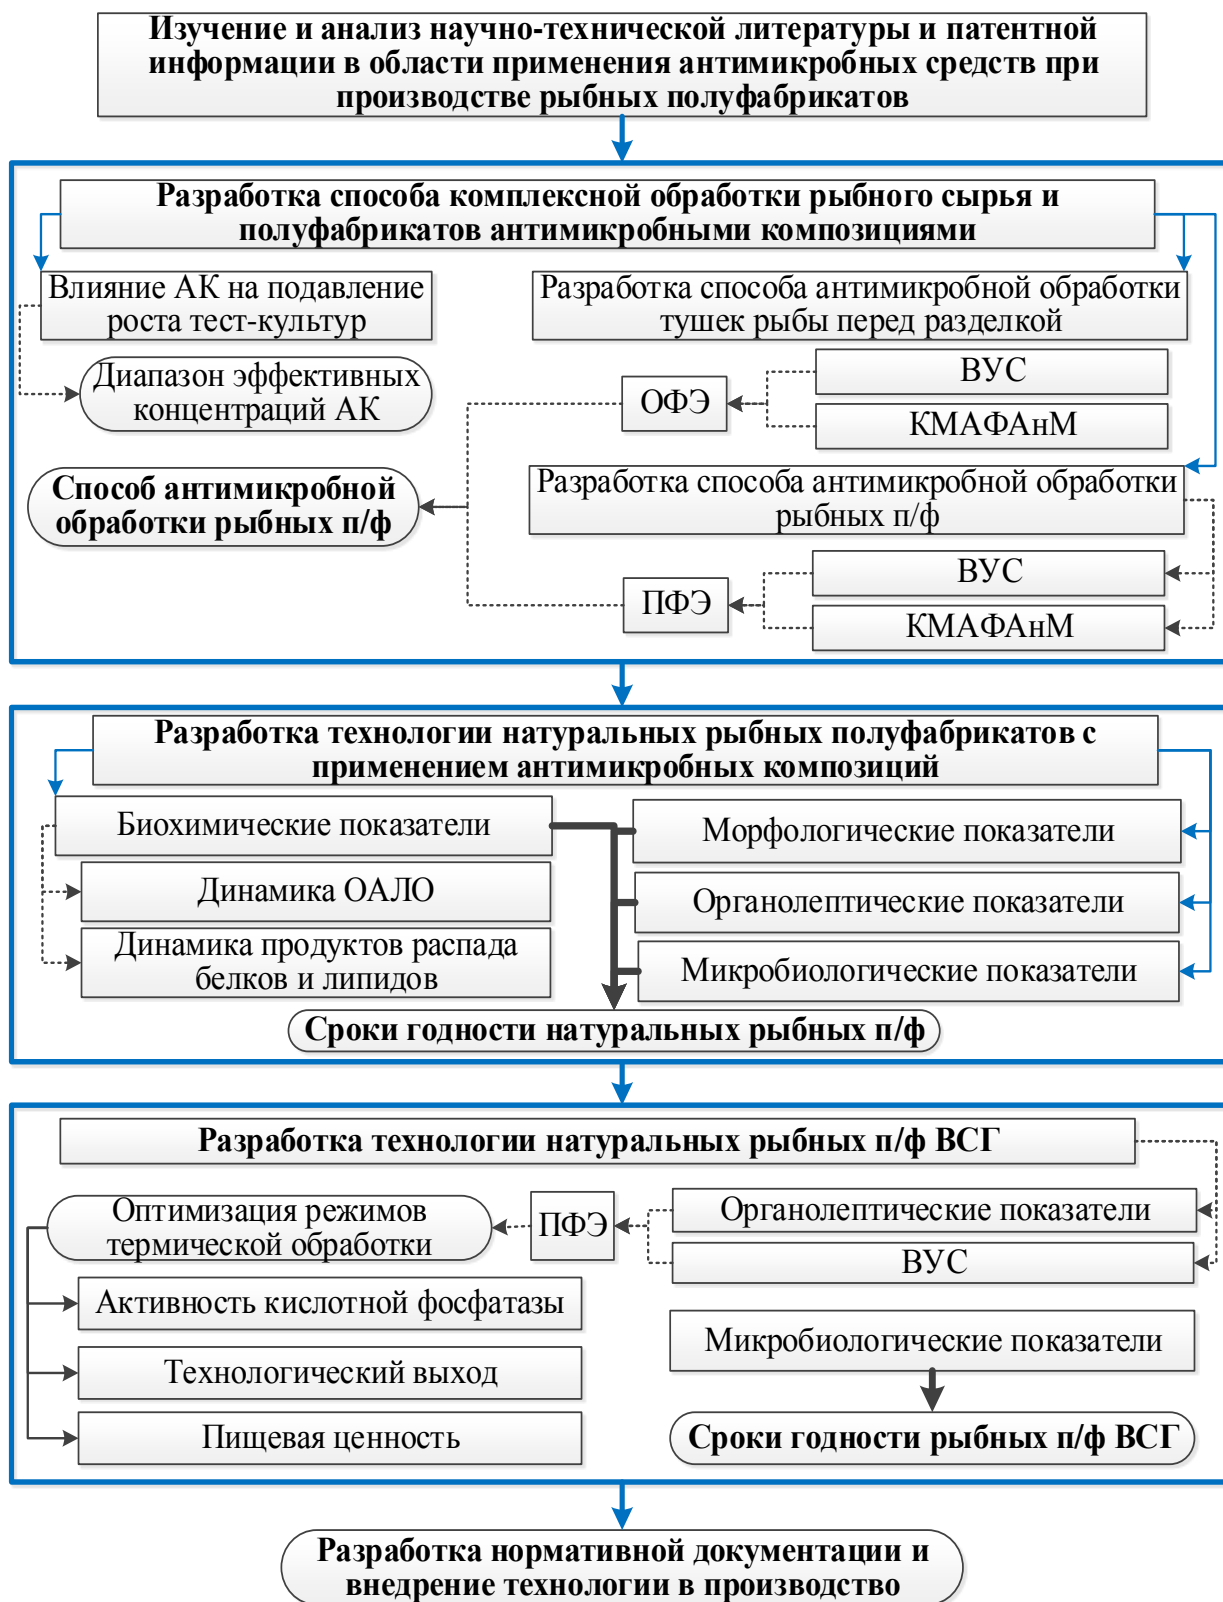 Изучение и анализ научно-технической литературы и патентной
информации в области применения антимикробных средств при
производстве рыбных полуфабрикатов
Разработка способа комплексной обработки рыбного сырья и
полуфабрикатов антимикробными композициями
Влияние АК на подавление
роста тест-культур
Диапазон эффективных
концентраций АК
Разработка способа антимикробной обработки
тушек рыбы перед разделкой
ВУС
ОФЭ
КМАФАнМ
Способ антимикробной
обработки рыбных п/ф
Разработка способа антимикробной обработки
рыбных п/ф
ВУС
ПФЭ
КМАФАнМ
Разработка технологии натуральных рыбных полуфабрикатов с
применением антимикробных композиций
Биохимические показатели
Динамика ОАЛО
Динамика продуктов распада
белков и липидов
Морфологические показатели
Органолептические показатели
Микробиологические показатели
Сроки годности натуральных рыбных п/ф
Разработка технологии натуральных рыбных п/ф ВСГ
Оптимизация режимов
термической обработки
ПФЭ
Органолептические показатели
ВУС
Активность кислотной фосфатазы
Технологический выход
Пищевая ценность
Микробиологические показатели
Сроки годности рыбных п/ф ВСГ
Разработка нормативной документации и
внедрение технологии в производство